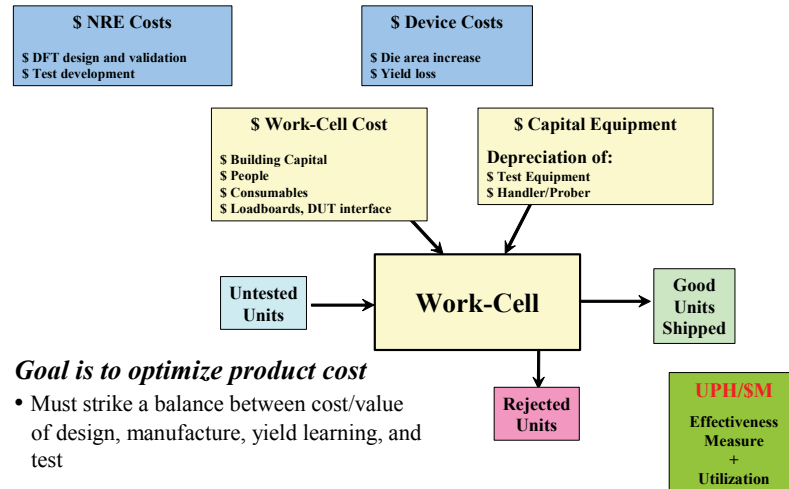 $ NRE Costs
$ DFT design and validation
$ Test development
$ Device Costs
$ Die area increase
$ Yield loss
$ Work-Cell Cost
$ Building Capital
$ People
$ Consumables
$ Loadboards, DUT interface
$ Capital Equipment
Depreciation of:
$ Test Equipment
$ Handler/Prober
Untested
Units
Work-Cell
Good
Units
Shipped
Rejected
Units
Goal is to optimize product cost
• Must strike a balance between cost/value
of design, manufacture, yield learning, and
test
UPH/$M
Effectiveness
Measure
+
Utilization